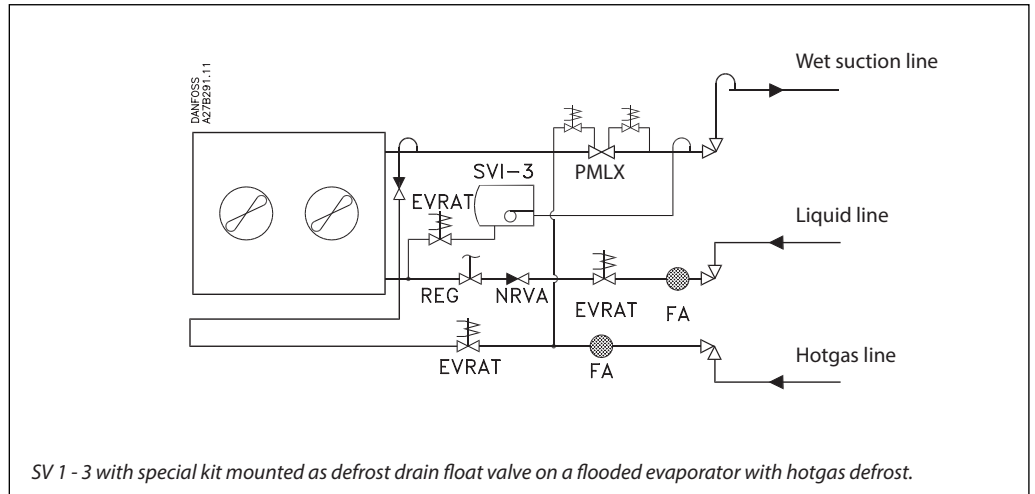 DANFOSS
A27B291.11
Wet suction line
SVI-3
PMLX
EVRAT
Liquid line
REG
NRVA
EVRAT
FA
EVRAT
FA
Hotgas line
SV 1 - 3 with special kit mounted as defrost drain float valve on a flooded evaporator with hotgas defrost.